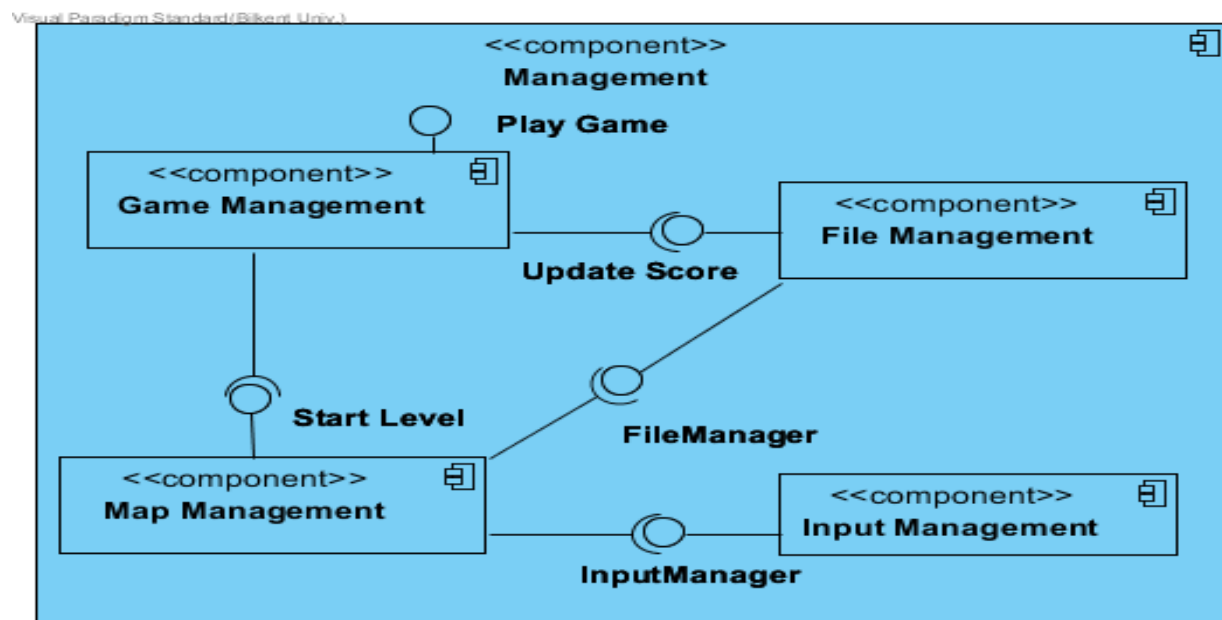 Visual Paradigm Standard(Bilkent Univ.)
<<component>>
Management
Play Game
<<component>>
Game Management
<<component>>
File Management
Update Score
Start Level
FileManager
<<component>>
Map Management
<<component>>
Input Management
InputManager